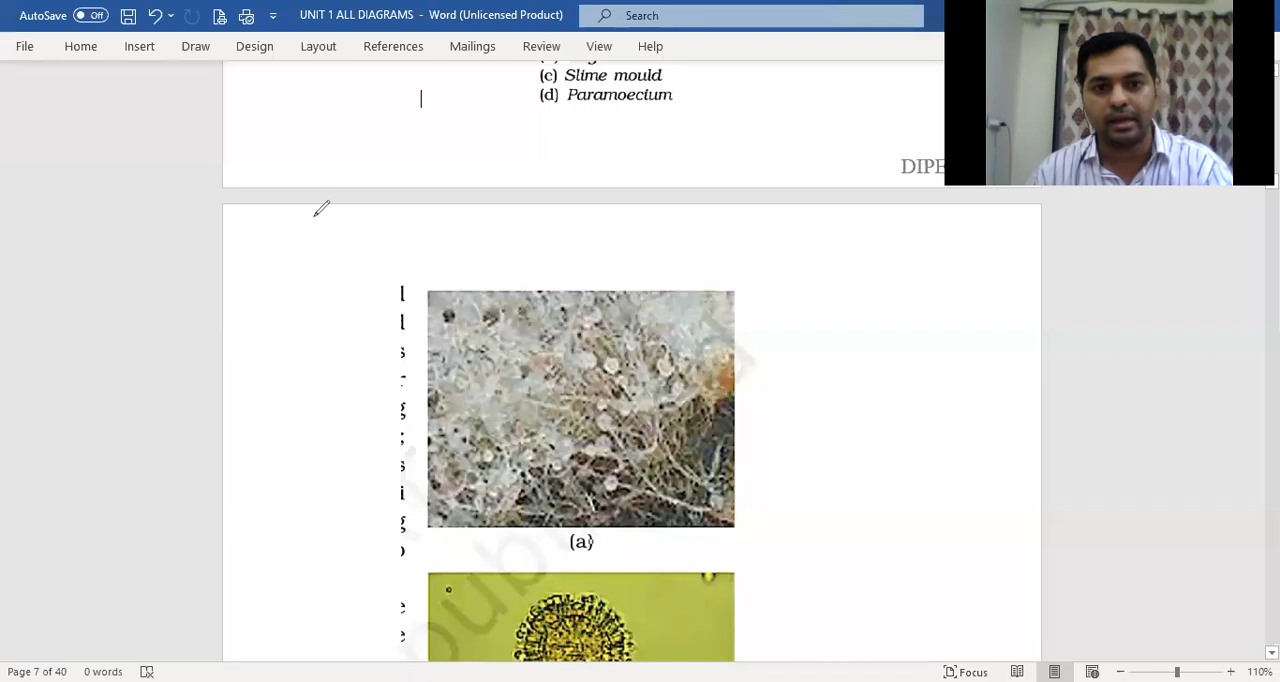 AutoSave Off UNIT 1 ALL DIAGRAMS - Word (Unlicensed Product) Search
File Home Insert Draw Design Layout References Mailings Review View Help
(c) Slime mould
(d) Paramoecium
DIPE
d
s
g
;
s
i
g
(a)
e
e
Page 7 of 40 0 words Focus 110%